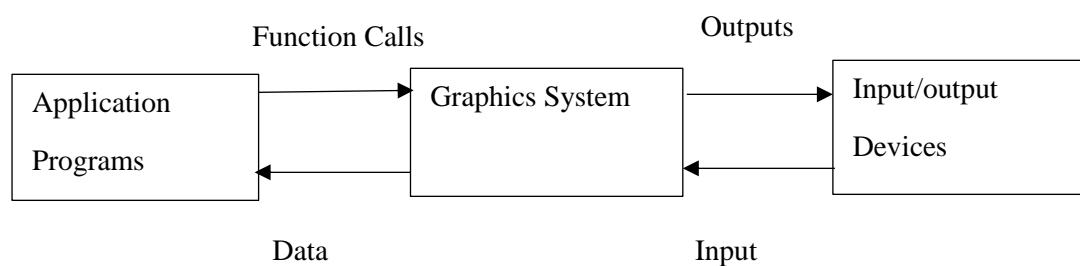 Function Calls
Outputs
Application
Programs
Graphics System
Input/output
Devices
Data
Input